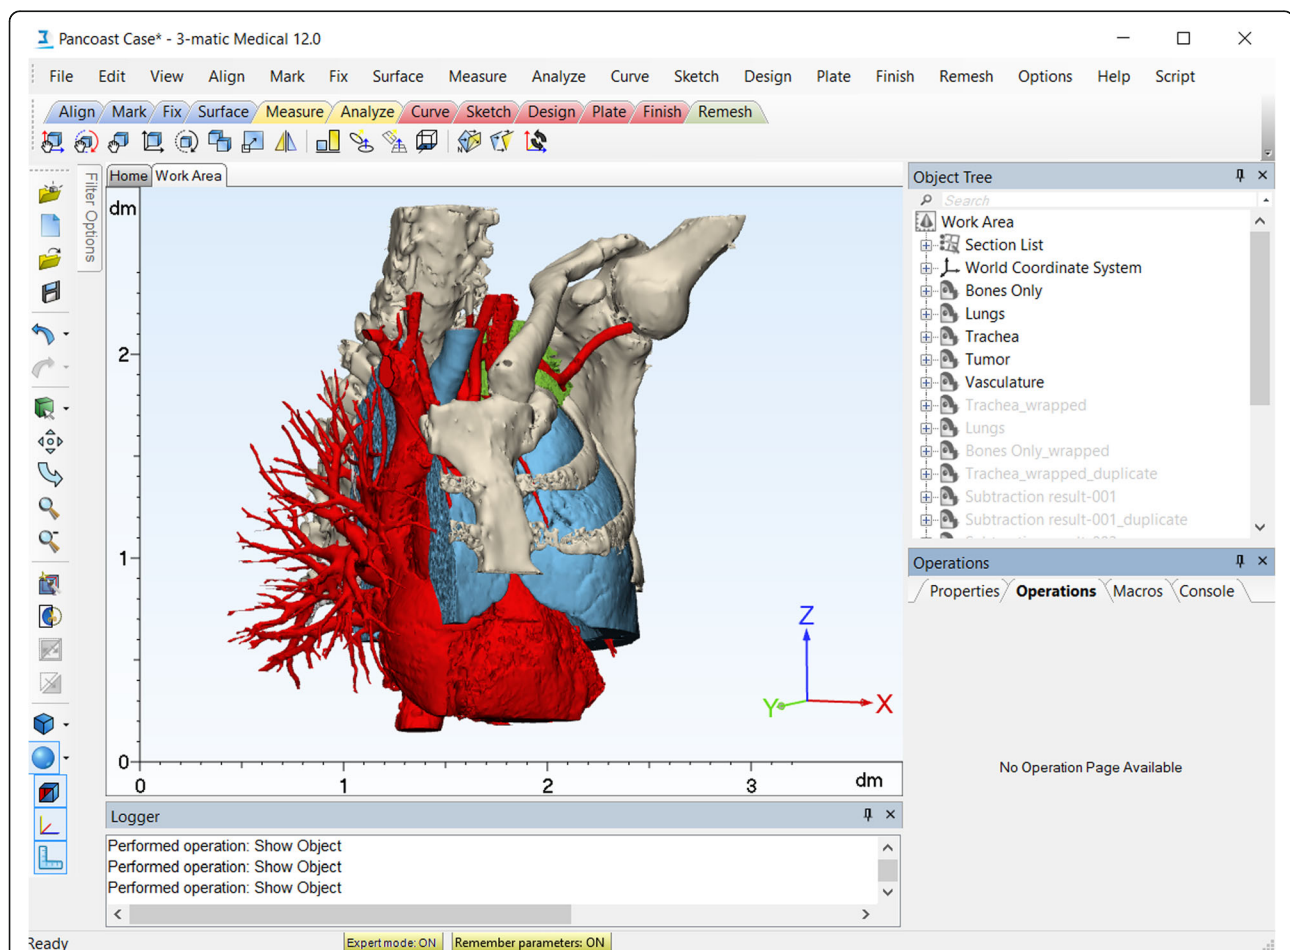 Pancoast Case* - 3-matic Medical 12.0
File Edit View Align Mark Fix Surface Measure Analyze Curve Sketch Design Plate Finish Remesh Options Help Script
Align Mark Fix Surface Measure Analyze Curve Sketch Design Plate Finish Remesh
Filter Options
Home Work Area
dm
2
1
0
0 1 2 3 dm
Z
Y X
Object Tree
Search
Work Area
Section List
World Coordinate System
Bones Only
Lungs
Trachea
Tumor
Vasculature
Trachea_wrapped
Lungs
Bones Only_wrapped
Trachea_wrapped_duplicate
Subtraction result-001
Subtraction result-001_duplicate
Operations
Properties Operations Macros Console
No Operation Page Available
Logger
Performed operation: Show Object
Performed operation: Show Object
Performed operation: Show Object
Ready Expert mode: ON Remember parameters: ON